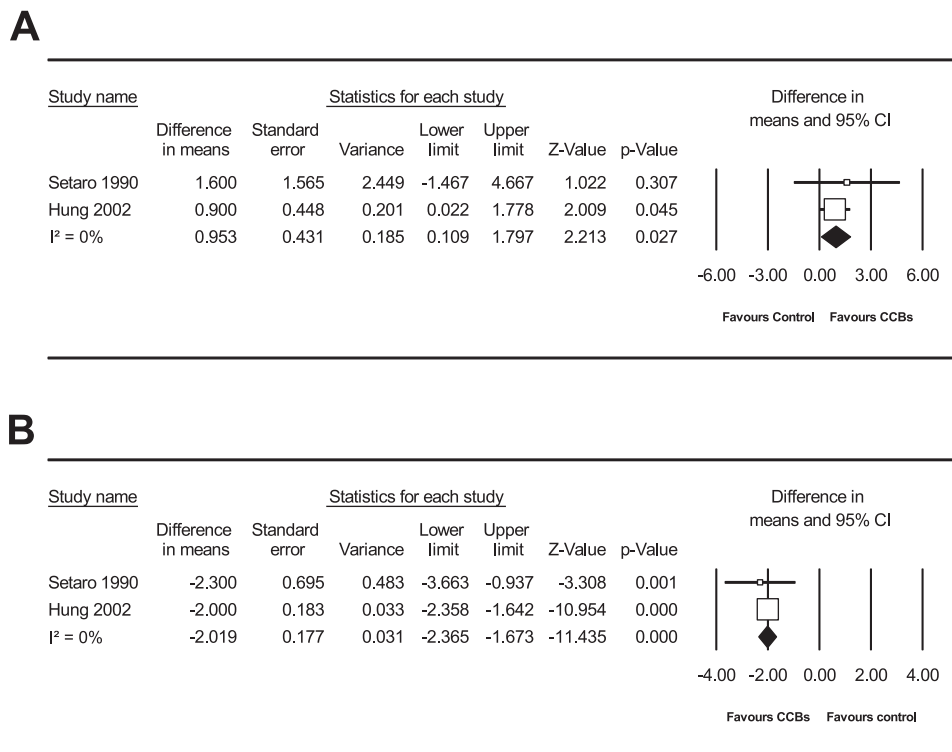 A
Study name Statistics for each study Difference in
means and 95% CI
Difference Standard Lower Upper
in means error Variance limit limit Z-Value p-Value
Setaro 1990 1.600 1.565 2.449 -1.467 4.667 1.022 0.307
Hung 2002 0.900 0.448 0.201 0.022 1.778 2.009 0.045
I² = 0% 0.953 0.431 0.185 0.109 1.797 2.213 0.027
-6.00 -3.00 0.00 3.00 6.00
Favours Control Favours CCBs
B
Study name Statistics for each study Difference in
means and 95% CI
Difference Standard Lower Upper
in means error Variance limit limit Z-Value p-Value
Setaro 1990 -2.300 0.695 0.483 -3.663 -0.937 -3.308 0.001
Hung 2002 -2.000 0.183 0.033 -2.358 -1.642 -10.954 0.000
I² = 0% -2.019 0.177 0.031 -2.365 -1.673 -11.435 0.000
-4.00 -2.00 0.00 2.00 4.00
Favours CCBs Favours control